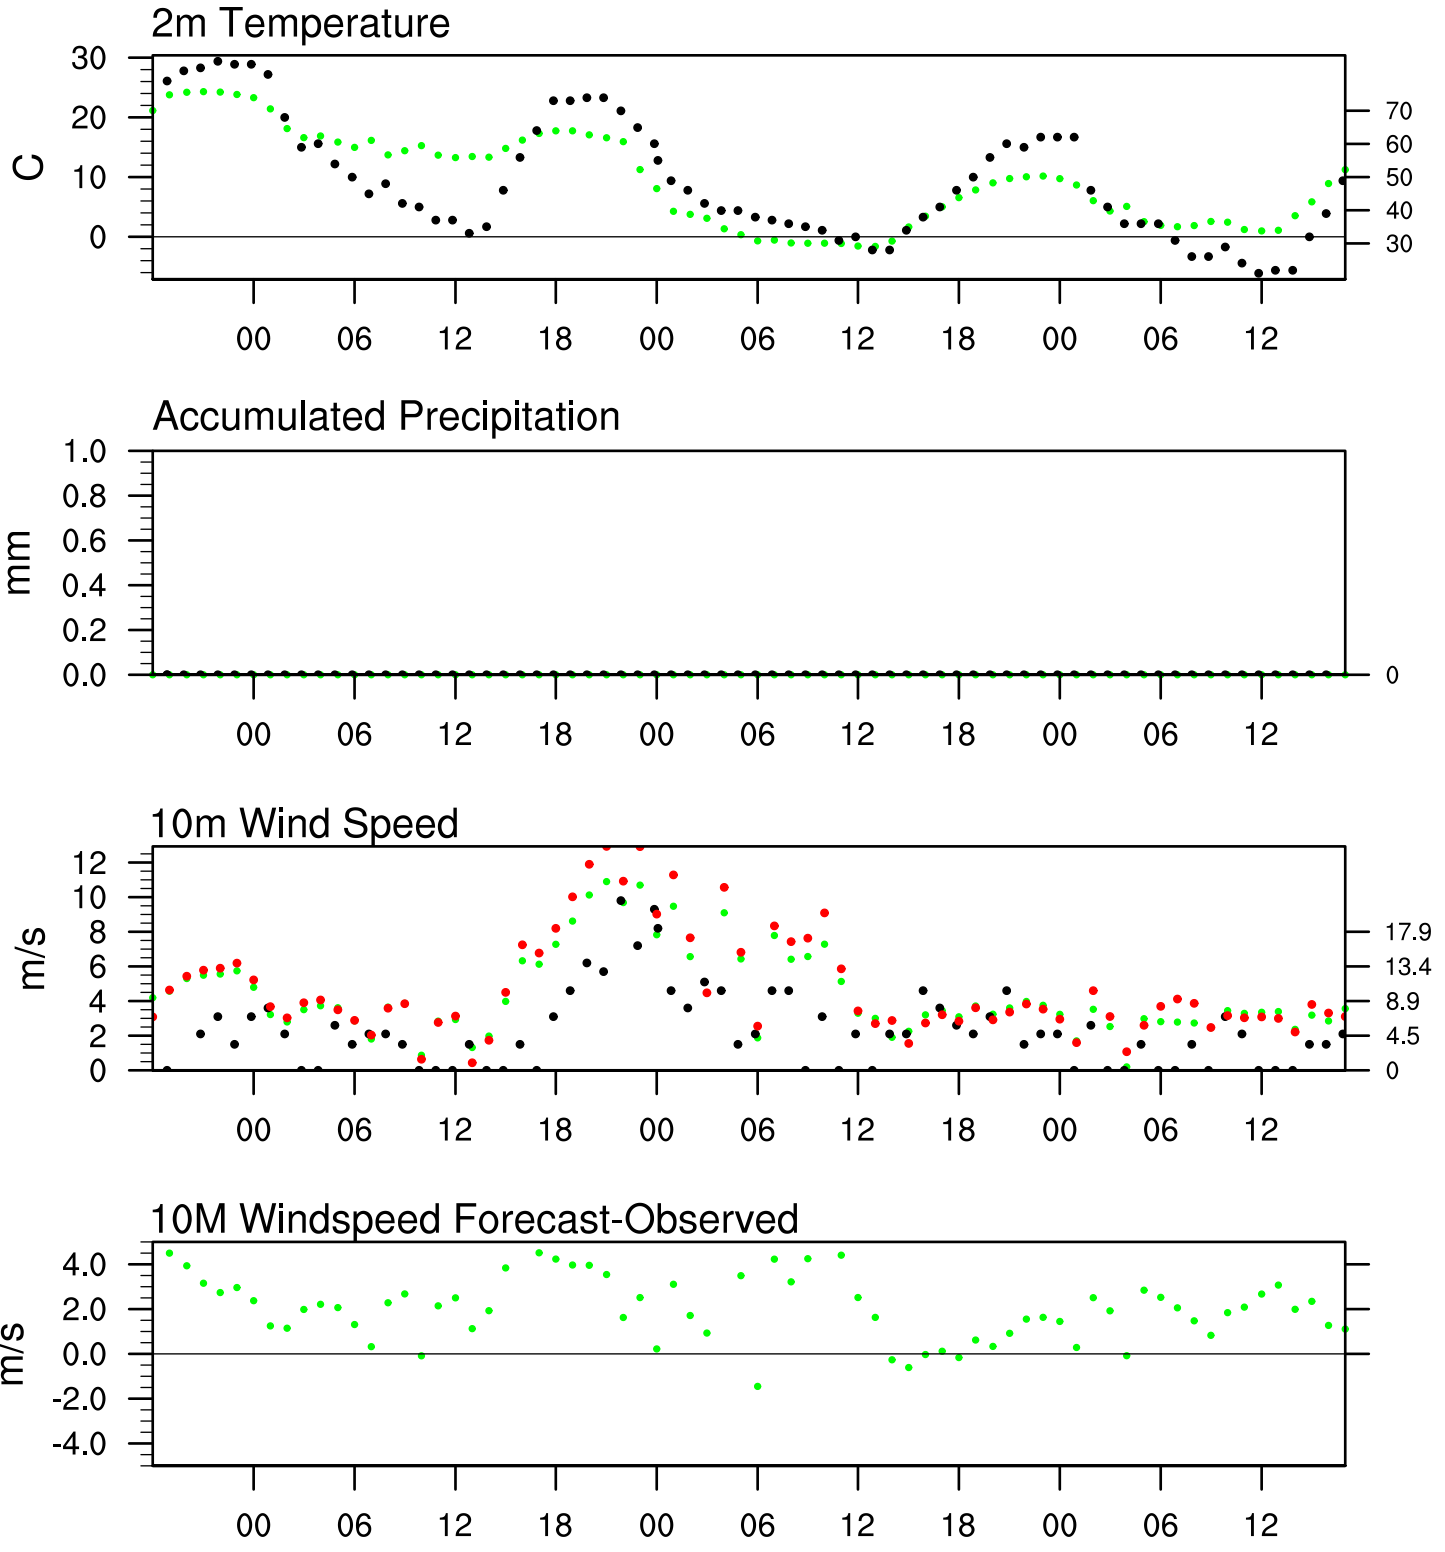 2m Temperature
30
20
10
0
C
70
60
50
40
30
00 06 12 18 00 06 12 18 00 06 12
Accumulated Precipitation
1.0
0.8
0.6
0.4
0.2
0.0
mm
0
00 06 12 18 00 06 12 18 00 06 12
10m Wind Speed
12
10
8
6
4
2
0
m/s
17.9
13.4
8.9
4.5
0
00 06 12 18 00 06 12 18 00 06 12
10M Windspeed Forecast-Observed
4.0
2.0
0.0
-2.0
-4.0
m/s
00 06 12 18 00 06 12 18 00 06 12